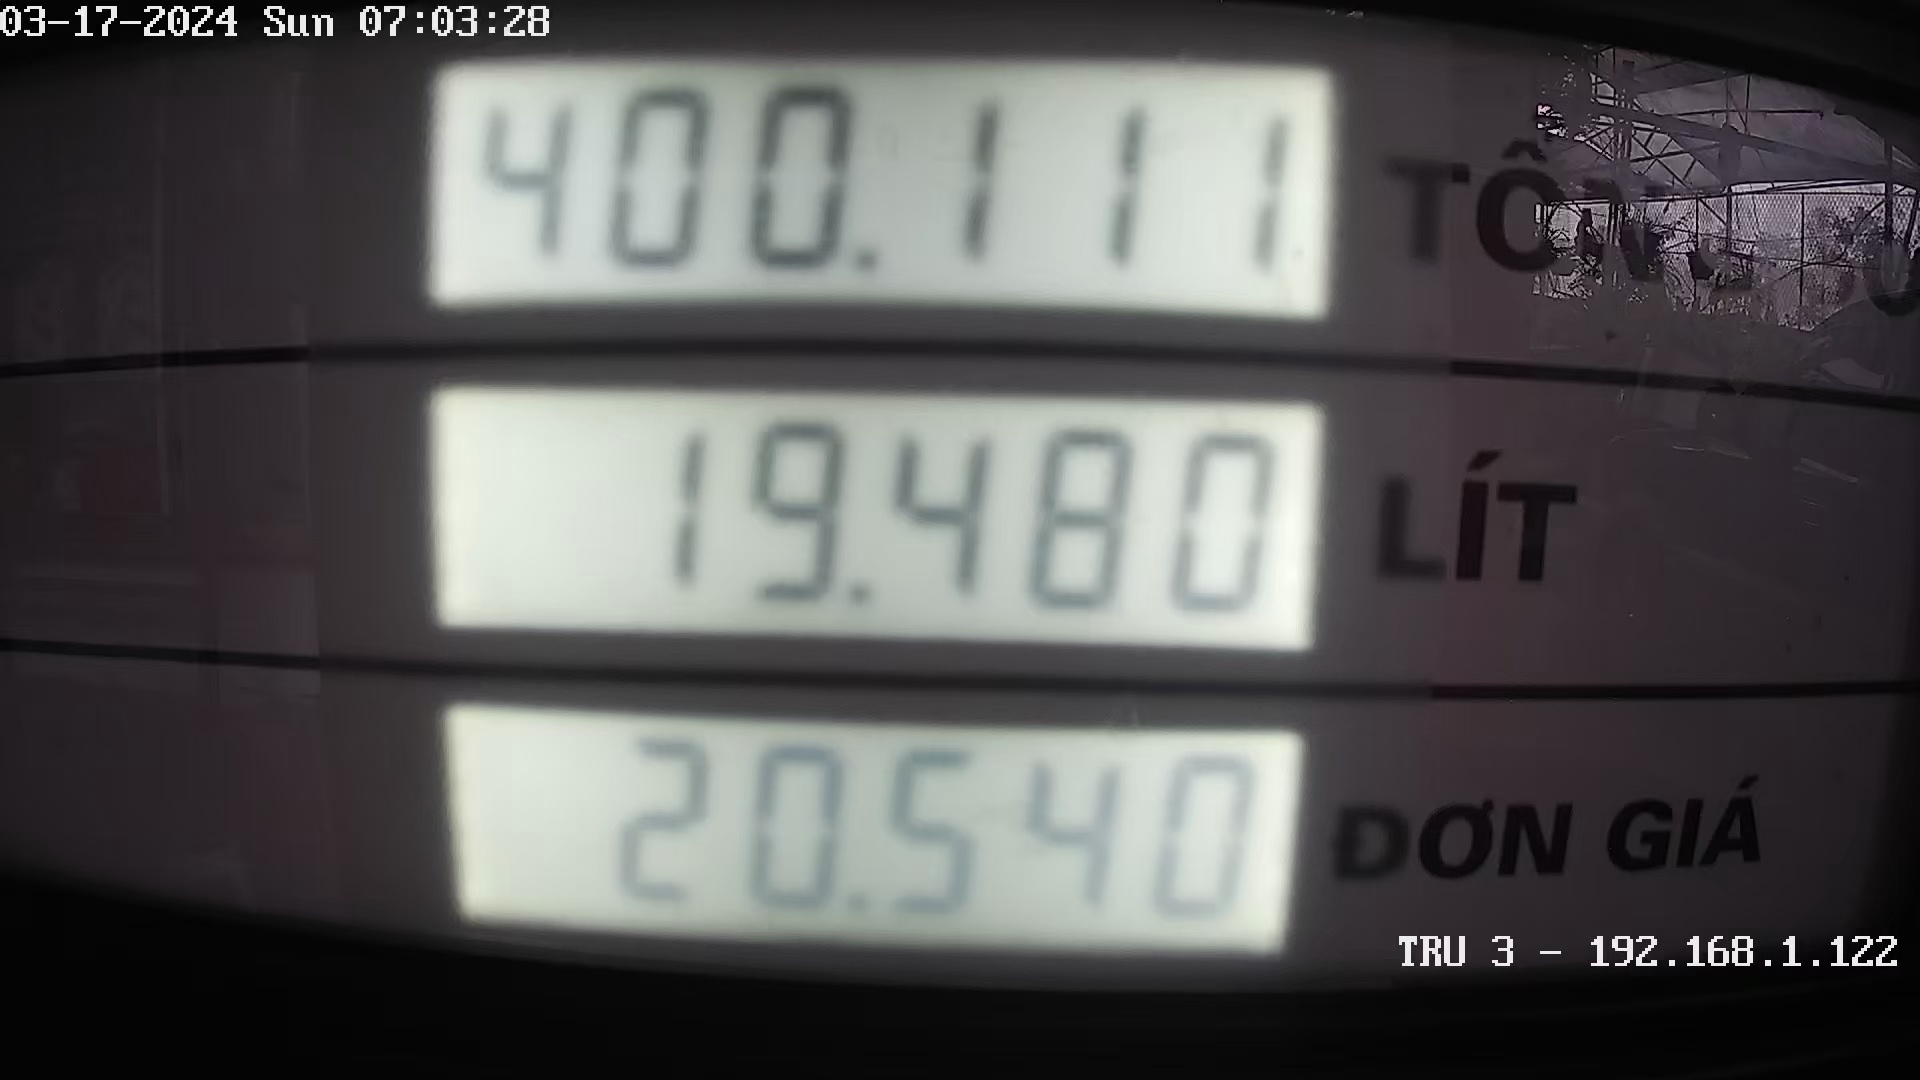 03-17-2024 Sun 07:03:28
400.111
TỔN
19.480
LÍT
20.540
ĐƠN GIÁ
TRU 3 - 192.168.1.122